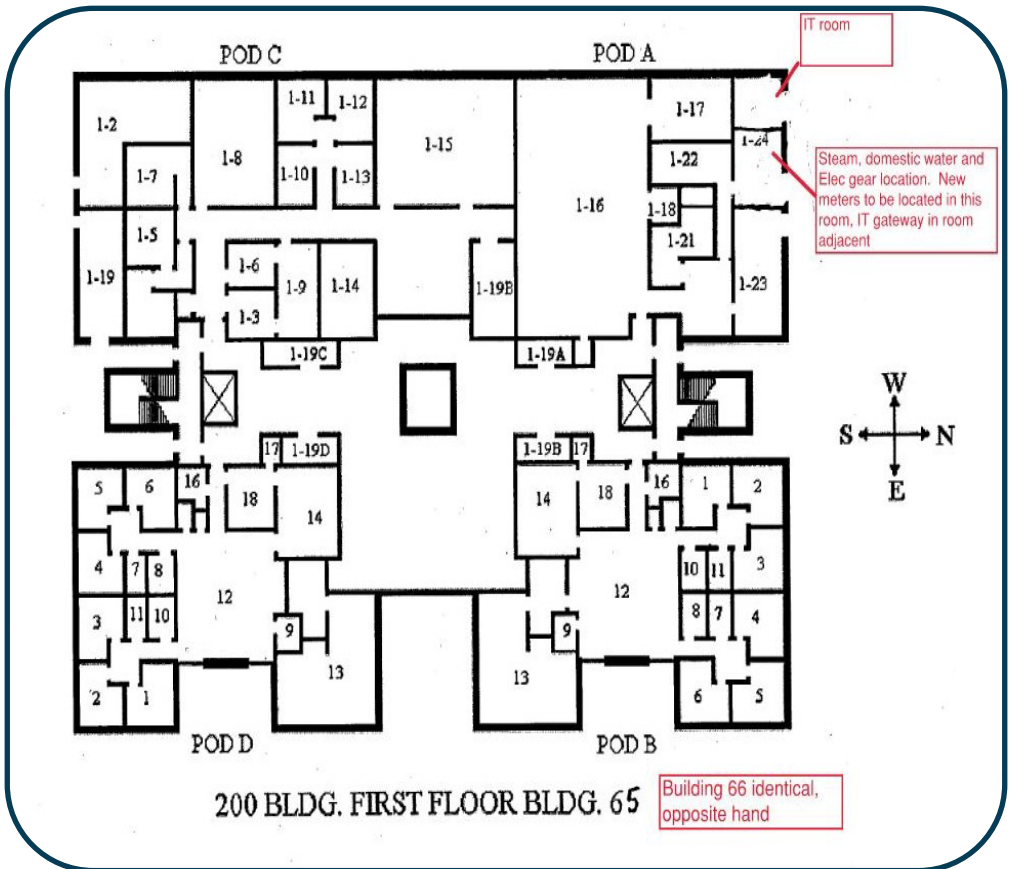 IT room
POD C
POD A
1-11
1-12
1-17
1-2
1-8
1-15
1-24
1-22
Steam, domestic water and
Elec gear location. New
meters to be located in this
room, IT gateway in room
adjacent
1-7
1-10
1-13
1-16
1-18
1-5
1-21
1-19
1-6
1-9
1-14
1-19B
1-23
1-3
1-19C
1-19A
W
S
N
E
17
1-19D
1-19B
17
5
6
16
18
14
14
18
16
1
2
4
7
8
12
12
10
11
3
3
11
10
9
9
8
7
4
13
13
2
1
6
5
POD D
POD B
200 BLDG. FIRST FLOOR BLDG. 65
Building 66 identical,
opposite hand